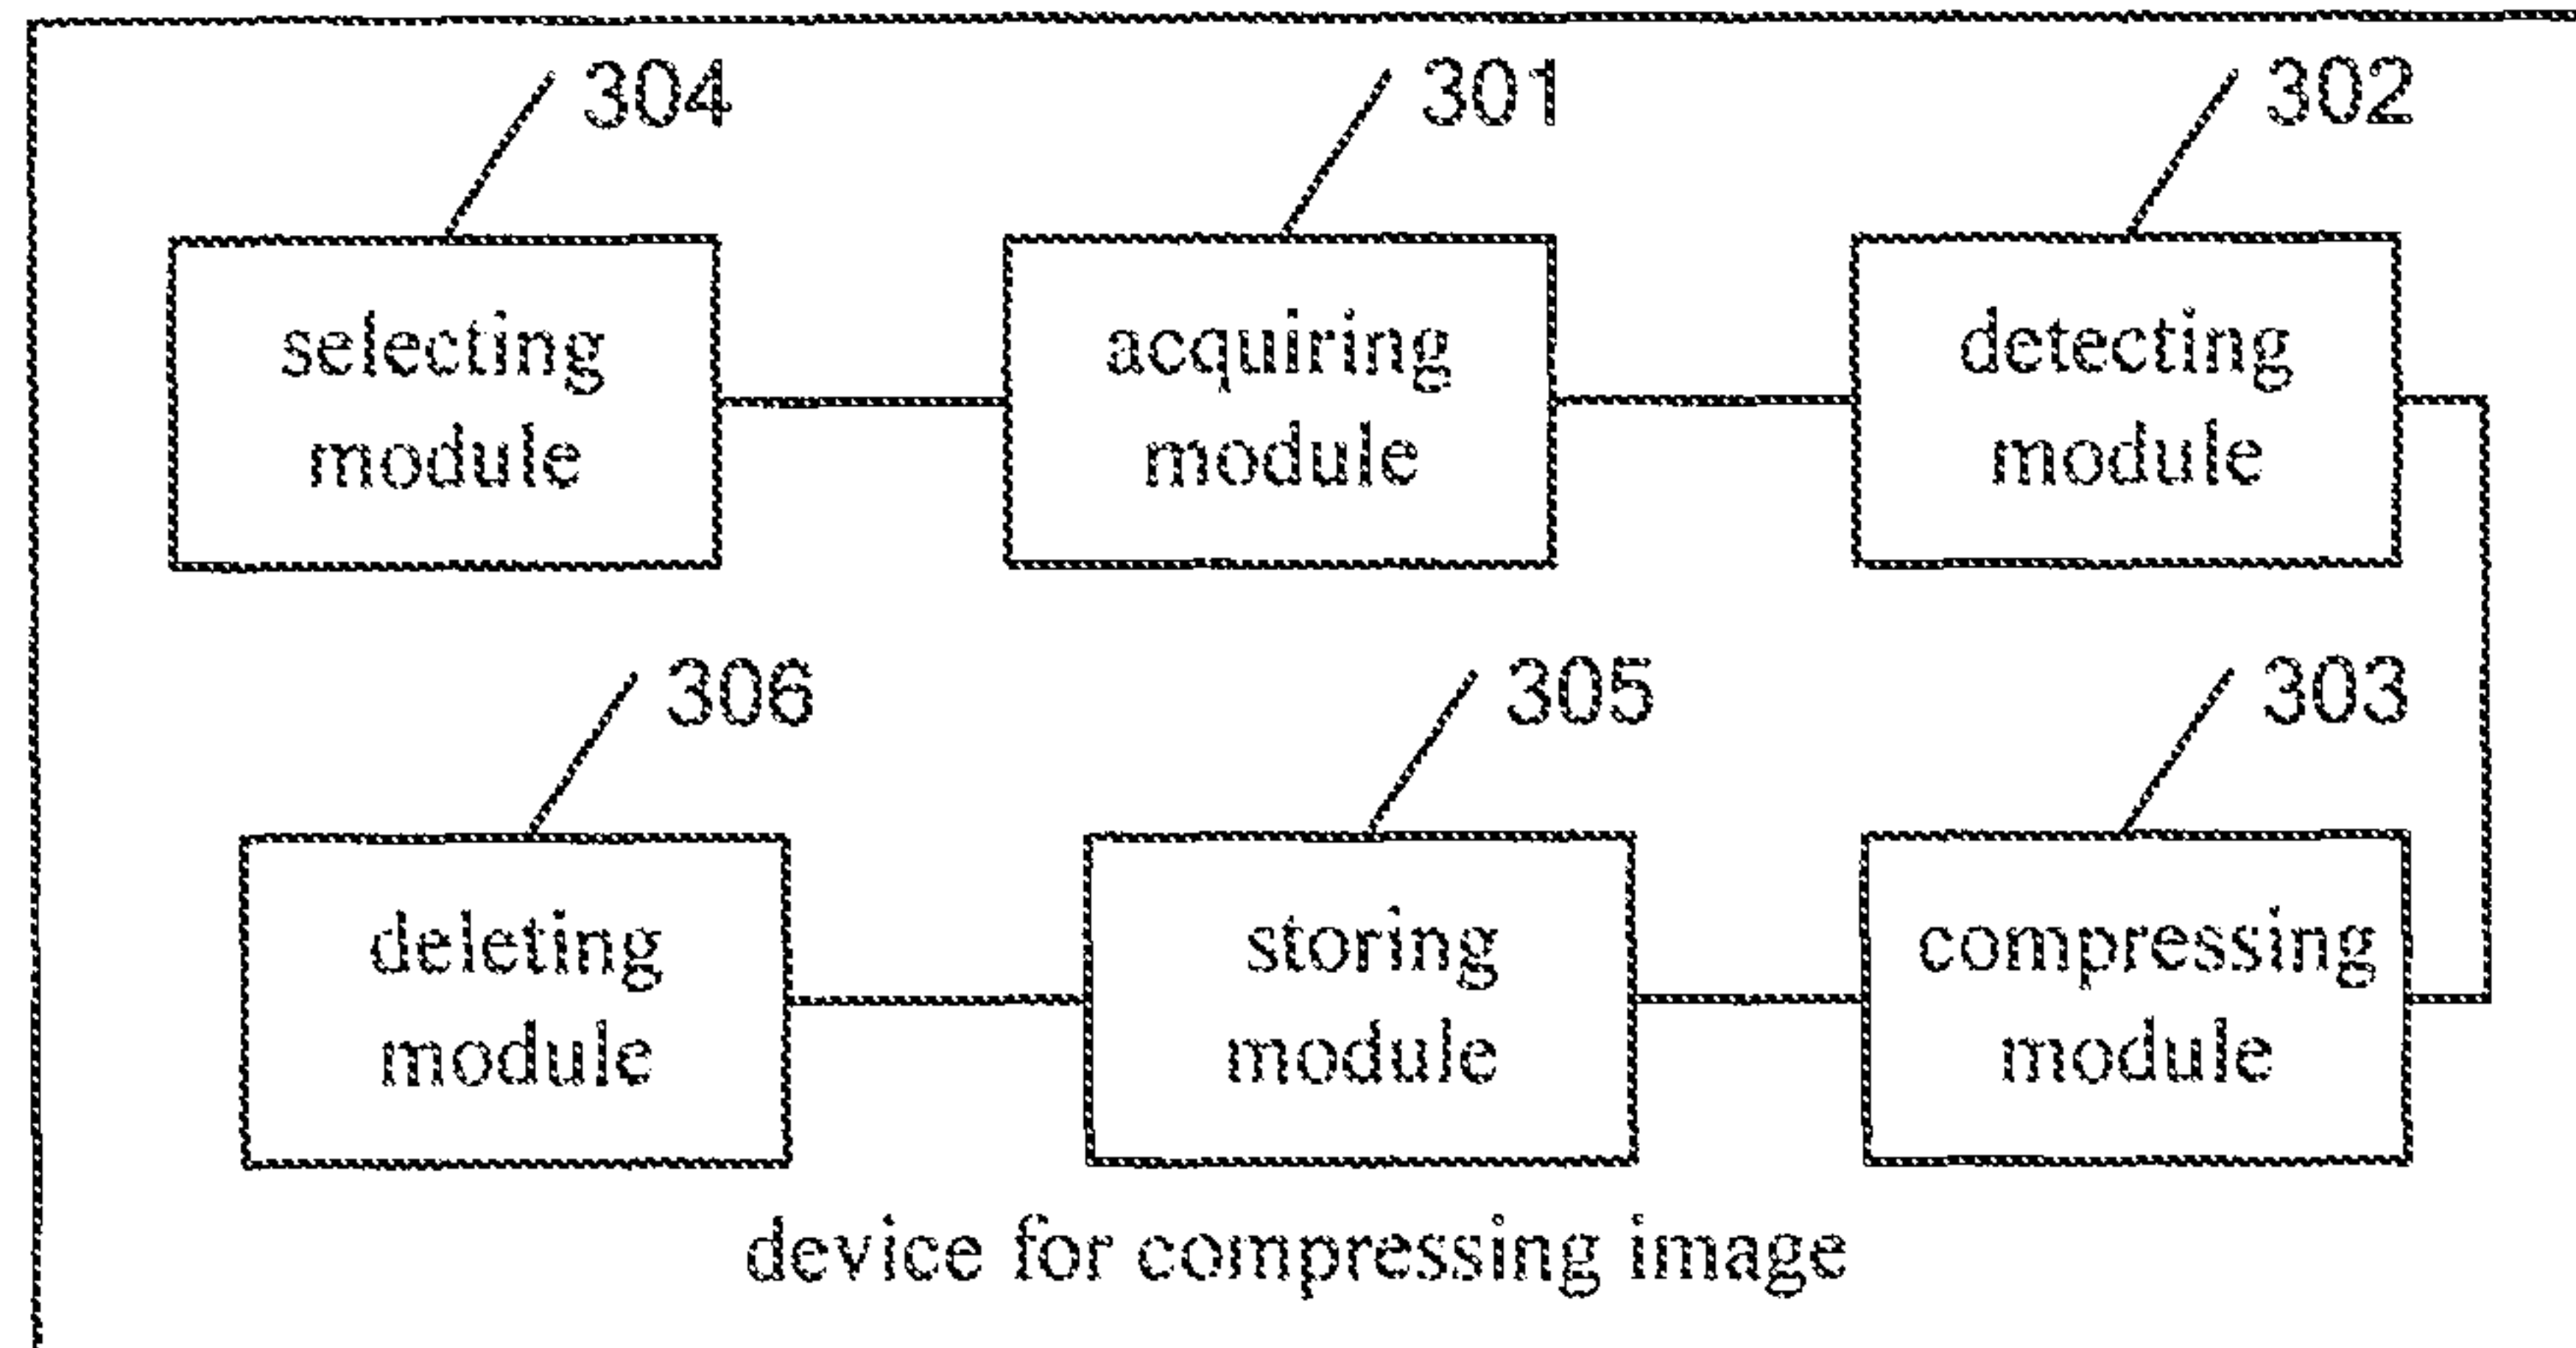 304
301
302
selecting
module
acquiring
module
detecting
module
306
305
303
deleting
module
storing
module
compressing
module
device for compressing image